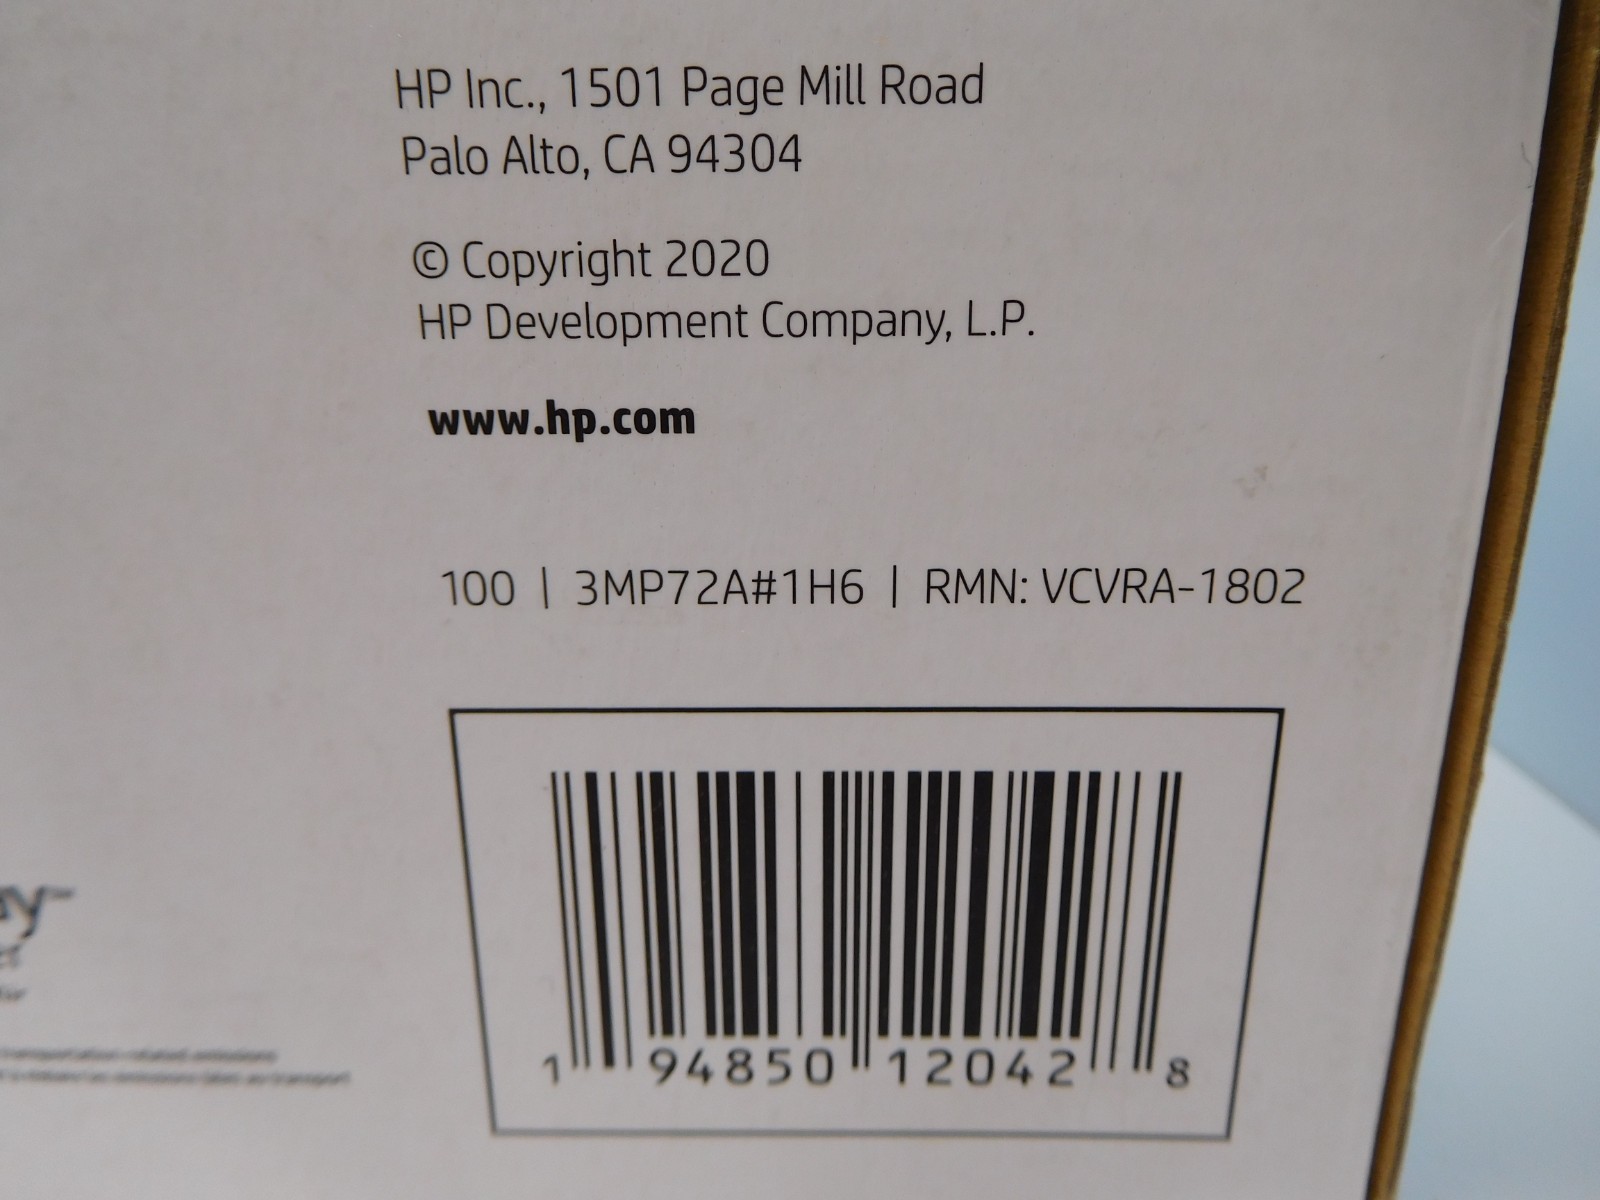 HP Inc., 1501 Page Mill Road
Palo Alto, CA 94304
© Copyright 2020
HP Development Company, L.P.
www.hp.com
100 | 3MP72A#1H6 | RMN: VCVRA-1802
1 94850 12042 8